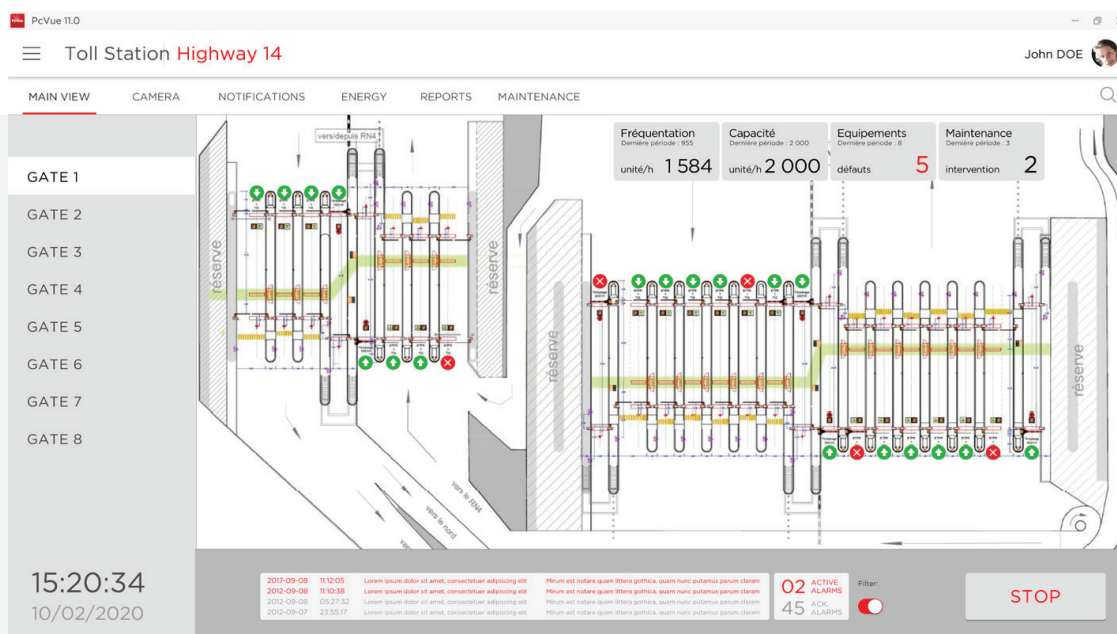 PcVue 11.0
Toll Station Highway 14
John DOE
MAIN VIEW CAMERA NOTIFICATIONS ENERGY REPORTS MAINTENANCE
GATE 1
GATE 2
GATE 3
GATE 4
GATE 5
GATE 6
GATE 7
GATE 8
vers/depuis RN4
Fréquentation
Dernière période : 955
unité/h 1 584
Capacité
Dernière période : 2 000
unité/h 2 000
Equipements
Dernière période : 8
défauts 5
Maintenance
Dernière période : 3
intervention 2
réserve
réserve
réserve
réserve
vers le RN4
vers le nord
15:20:34
10/02/2020
2017-09-08 11:12:05 Lorem ipsum dolor sit amet, consectetuer adipiscing elit Mirum est notare quam littera gothica, quam nunc putamus parum claram
2012-09-08 11:10:38 Lorem ipsum dolor sit amet, consectetuer adipiscing elit Mirum est notare quam littera gothica, quam nunc putamus parum claram
2012-09-08 05:27:32 Lorem ipsum dolor sit amet, consectetuer adipiscing elit Mirum est notare quam littera gothica, quam nunc putamus parum claram
2012-09-07 23:55:17 Lorem ipsum dolor sit amet, consectetuer adipiscing elit Mirum est notare quam littera gothica, quam nunc putamus parum claram
02 ACTIVE ALARMS
45 ACK. ALARMS
Filter:
STOP